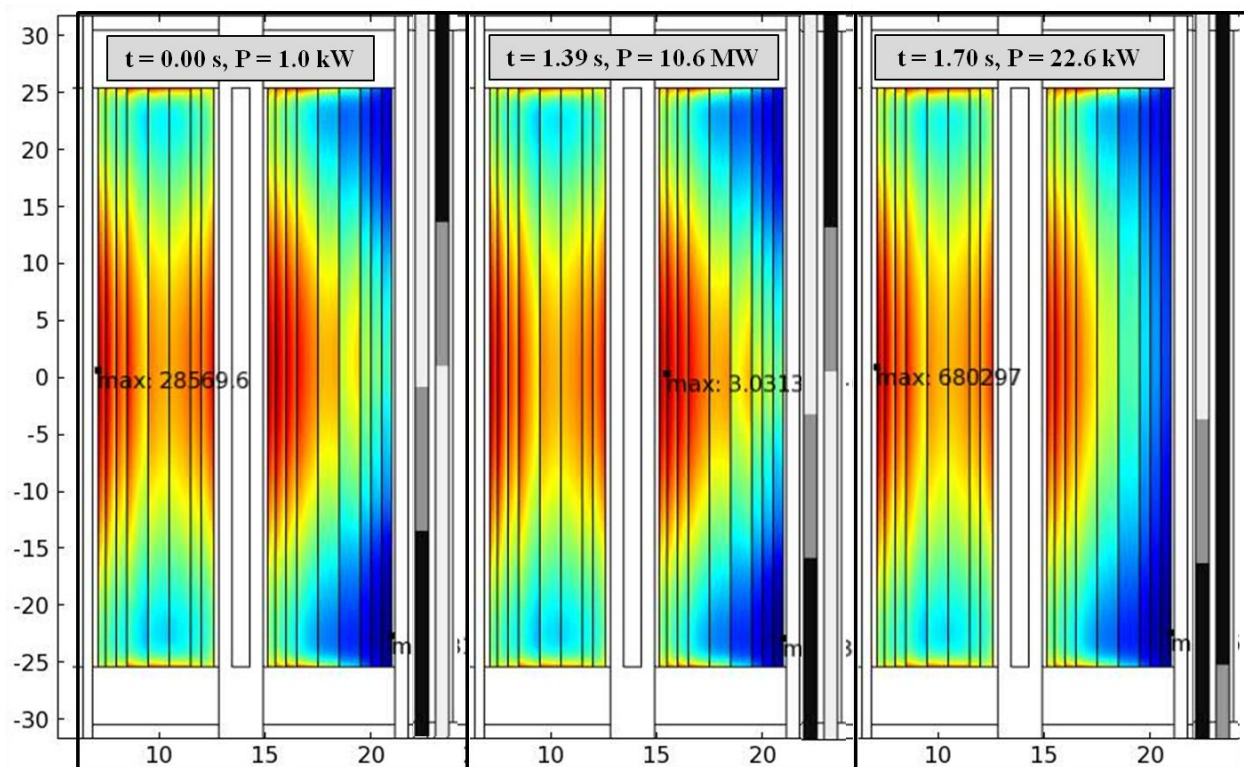 t = 0.00 s, P = 1.0 kW
t = 1.39 s, P = 10.6 MW
t = 1.70 s, P = 22.6 kW
30
25
20
15
10
5
0
-5
-10
-15
-20
-25
-30
max: 28569.6
max: 3.0313
max: 680297
10 15 20
10 15 20
10 15 20